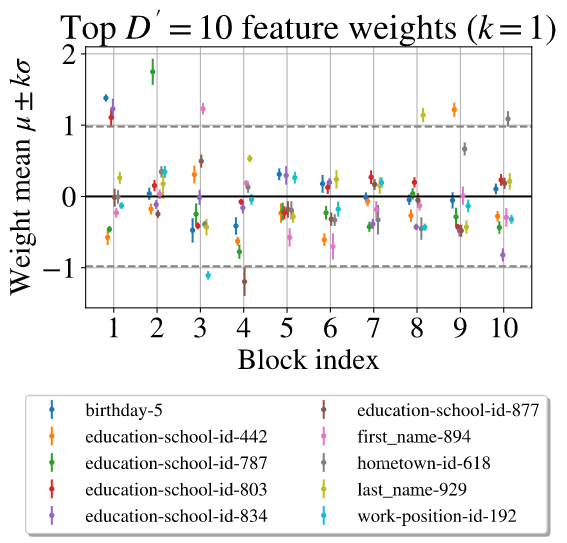 Top D′ = 10 feature weights (k = 1)
Weight mean μ ± kσ
2
1
0
−1
1 2 3 4 5 6 7 8 9 10
Block index
birthday-5
education-school-id-442
education-school-id-787
education-school-id-803
education-school-id-834
education-school-id-877
first_name-894
hometown-id-618
last_name-929
work-position-id-192